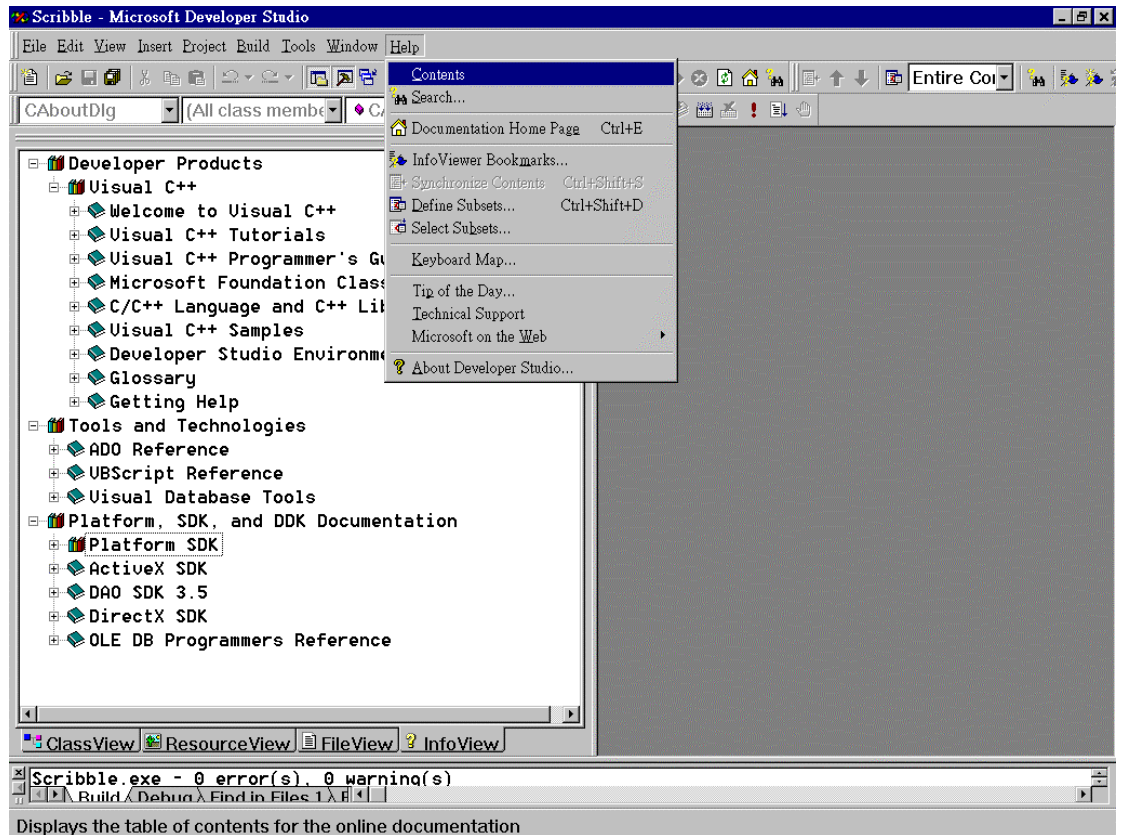 Scribble - Microsoft Developer Studio
File Edit View Insert Project Build Tools Window Help
Entire Co
CAboutDlg (All class membe
Contents
Search...
Documentation Home Page Ctrl+E
InfoViewer Bookmarks...
Synchronize Contents Ctrl+Shift+S
Define Subsets... Ctrl+Shift+D
Select Subsets...
Keyboard Map...
Tip of the Day...
Technical Support
Microsoft on the Web
About Developer Studio...
Developer Products
Visual C++
Welcome to Visual C++
Visual C++ Tutorials
Visual C++ Programmer's
Microsoft Foundation
C/C++ Language and C++
Visual C++ Samples
Developer Studio
Glossary
Getting Help
Tools and Technologies
ADO Reference
VBScript Reference
Visual Database Tools
Platform, SDK, and DDK Documentation
Platform SDK
ActiveX SDK
DAO SDK 3.5
DirectX SDK
OLE DB Programmers Reference
ClassView ResourceView FileView InfoView
Scribble.exe - 0 error(s), 0 warning(s)
Build Debug Find in Files 1
Displays the table of contents for the online documentation